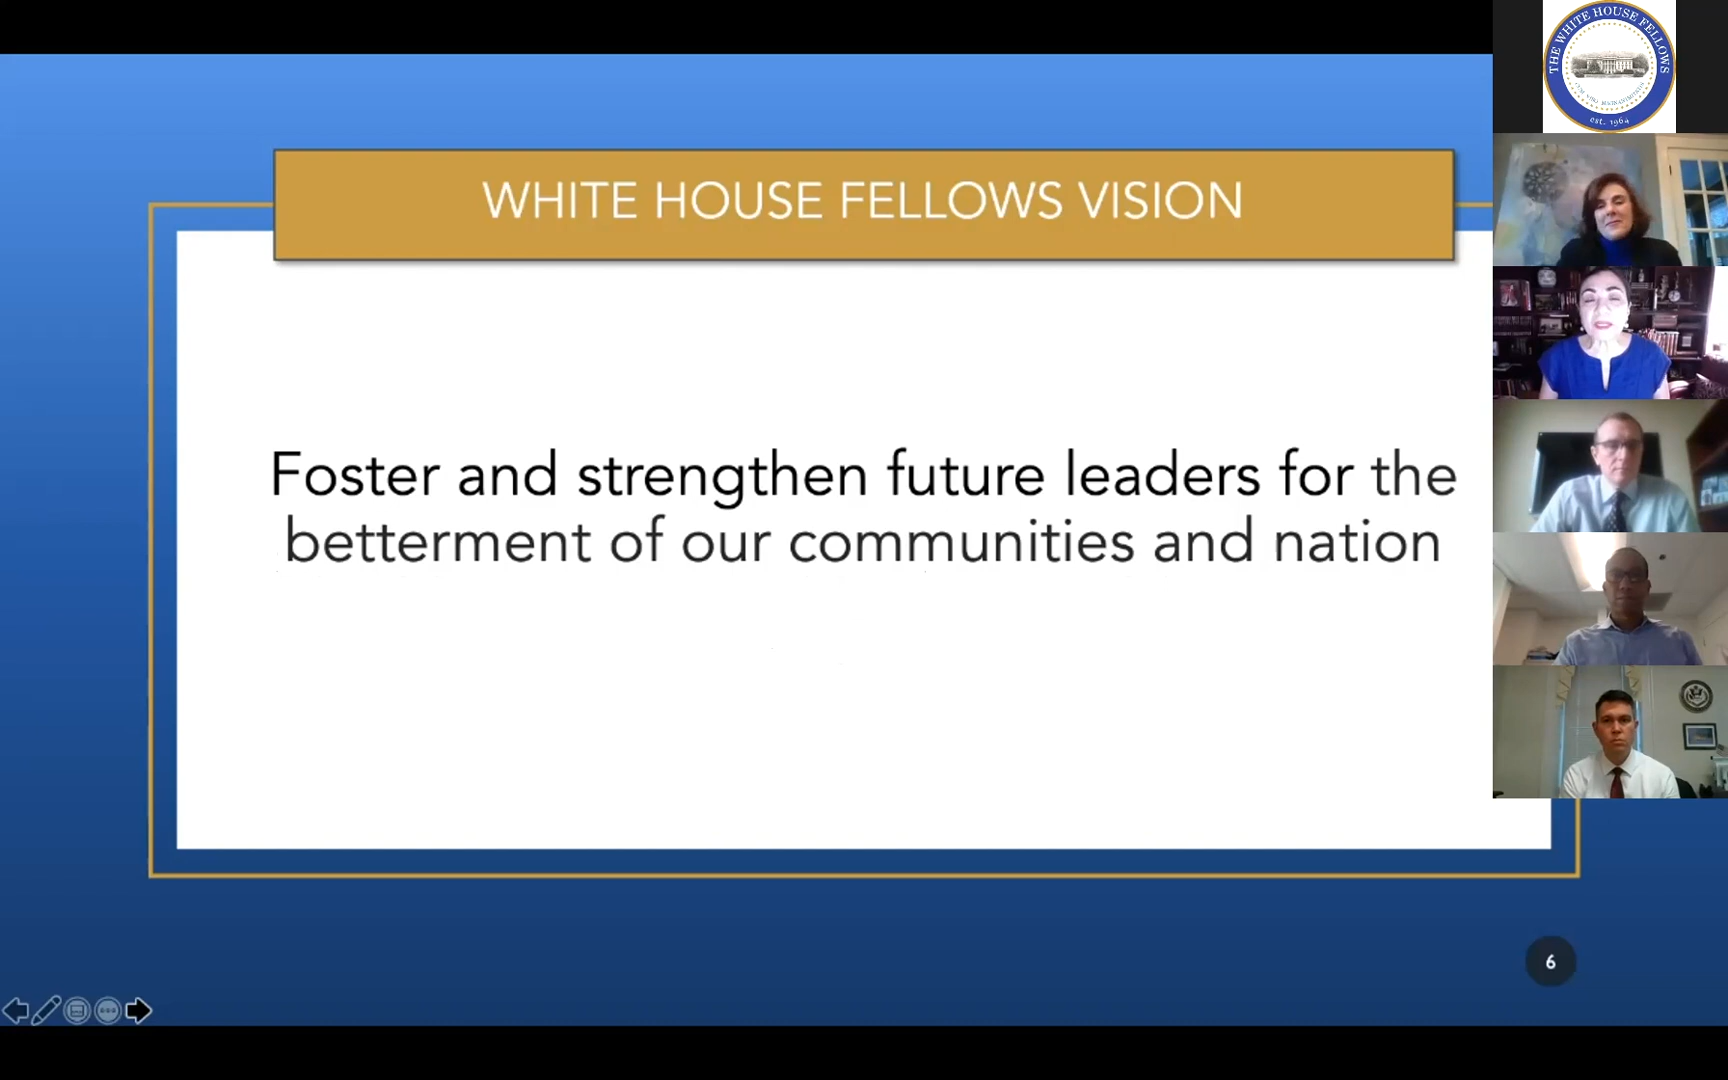 WHITE HOUSE FELLOWS VISION
Foster and strengthen future leaders for the
betterment of our communities and nation
6
THE WHITE HOUSE FELLOWS
est. 1964